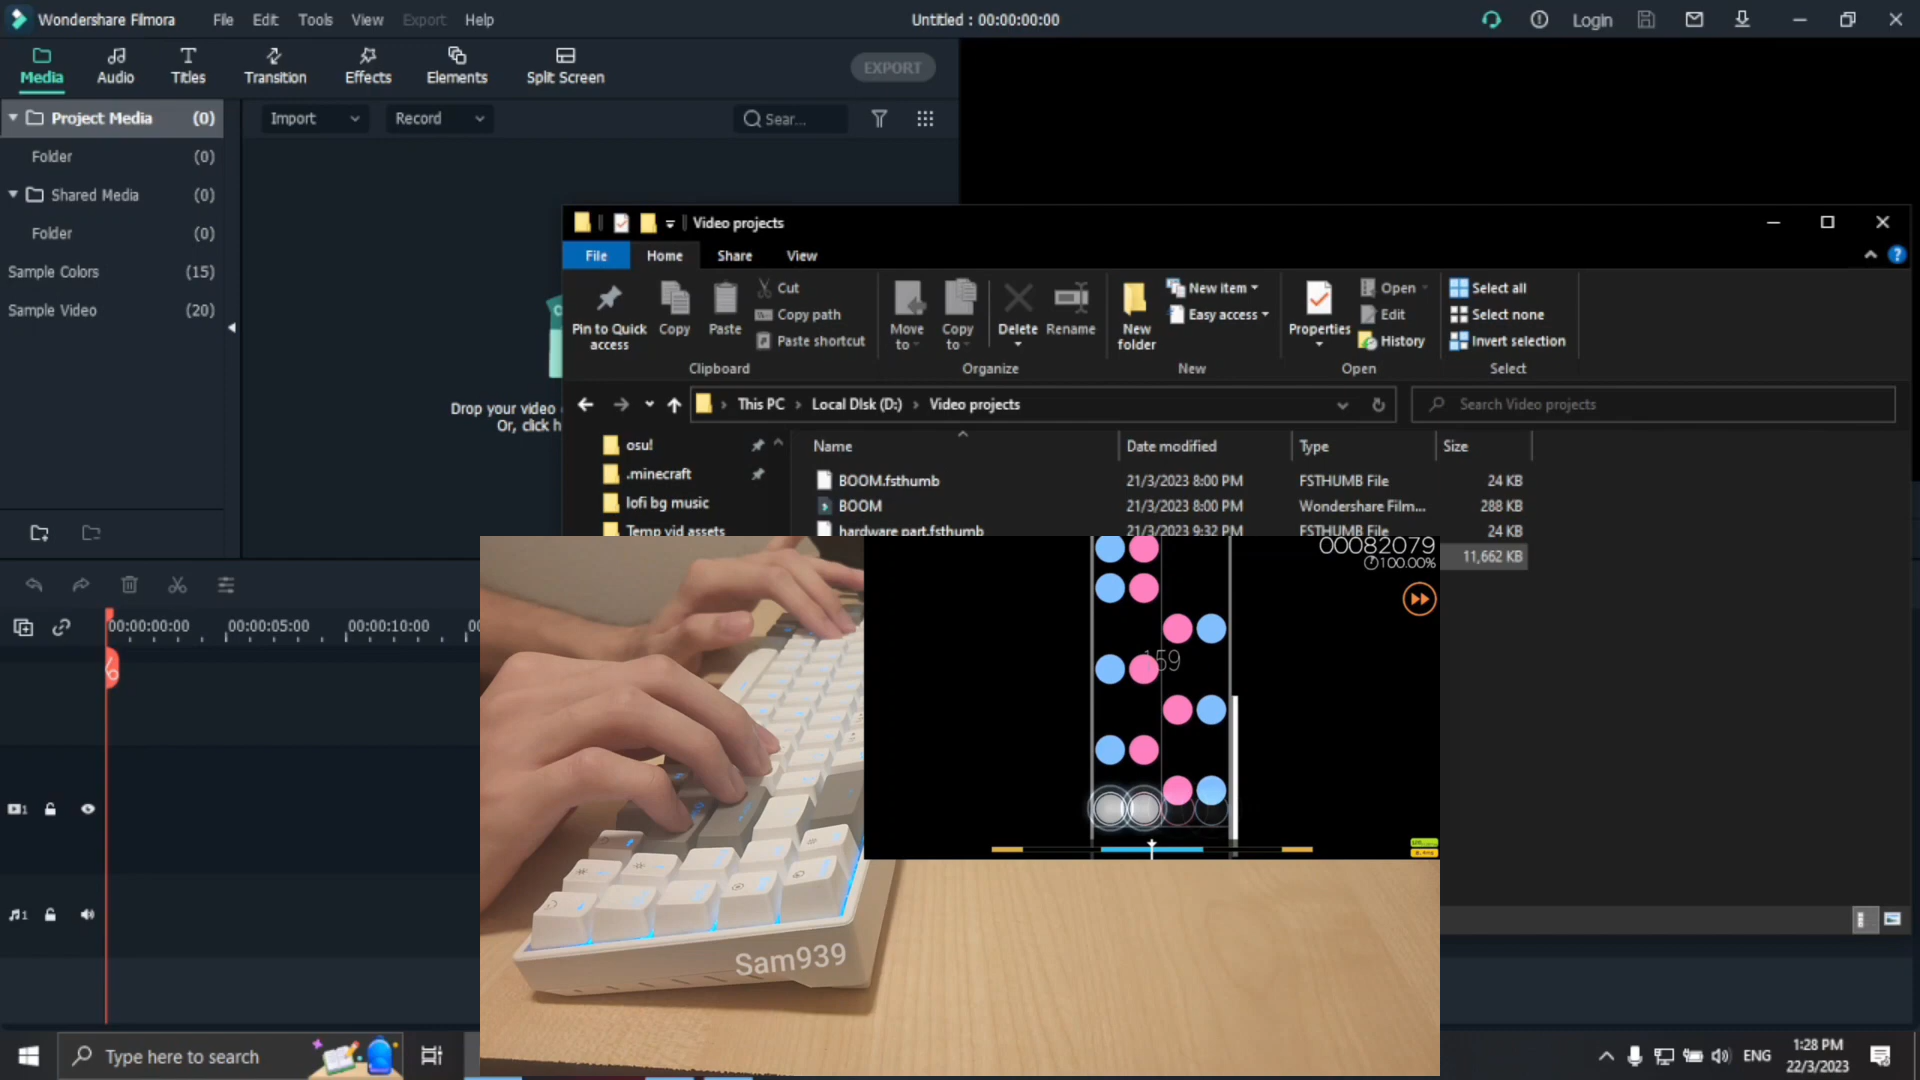 Wondershare Filmora
File Edit Tools View Export Help
Untitled : 00:00:00:00
Login
Media Audio Titles Transition Effects Elements Split Screen
EXPORT
Project Media (0)
Import
Record
Sear...
Folder (0)
Shared Media (0)
Folder (0)
Sample Colors (15)
Sample Video (20)
Drop your video
Or, click h
Video projects
File Home Share View
Pin to Quick access
Copy
Paste
Cut
Copy path
Paste shortcut
Clipboard
Move to
Copy to
Delete
Rename
Organize
New folder
New item
Easy access
New
Properties
Open
Edit
History
Open
Select all
Select none
Invert selection
Select
This PC Local DIsk (D:) Video projects
Search Video projects
osu!
.minecraft
lofi bg music
Temp vid assets
Name Date modified Type Size
BOOM.fsthumb 21/3/2023 8:00 PM FSTHUMB File 24 KB
BOOM 21/3/2023 8:00 PM Wondershare Film... 288 KB
hardware part.fsthumb 21/3/2023 9:32 PM FSTHUMB File 24 KB
11,662 KB
00082079
100.00%
159
Sam939
00:00:00:00 00:00:05:00 00:00:10:00 00
1
1
Type here to search
ENG
1:28 PM
22/3/2023